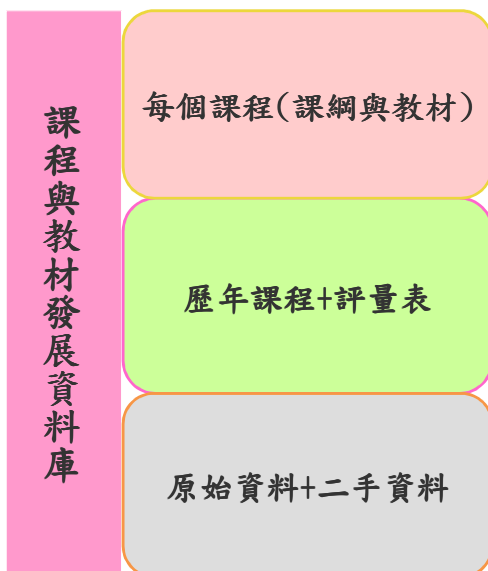 課程與教材發展資料庫
每個課程(課綱與教材)
歷年課程+評量表
原始資料+二手資料